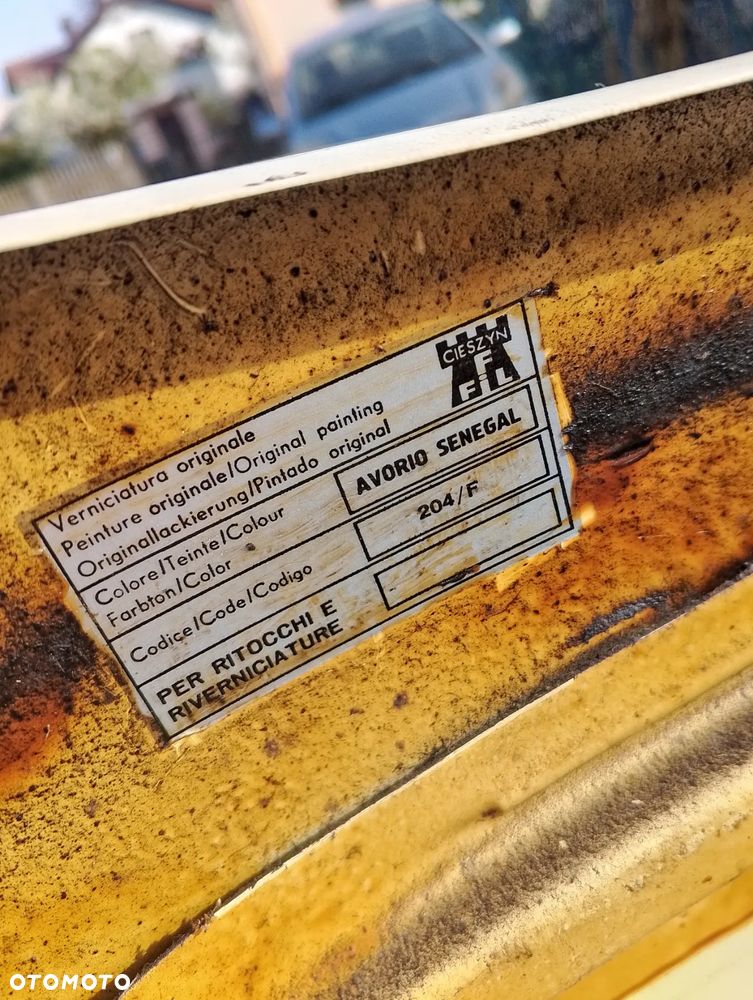 Verniciatura originale
Peinture originale/Original painting
Originallackierung/Pintado original
CIESZYN
F
FiL
Colore/Teinte/Colour
Farbton/Color
AVORIO SENEGAL
Codice/Code/Codigo
204/F
PER RITOCCHI E
RIVERNICIATURE
OTOMOTO